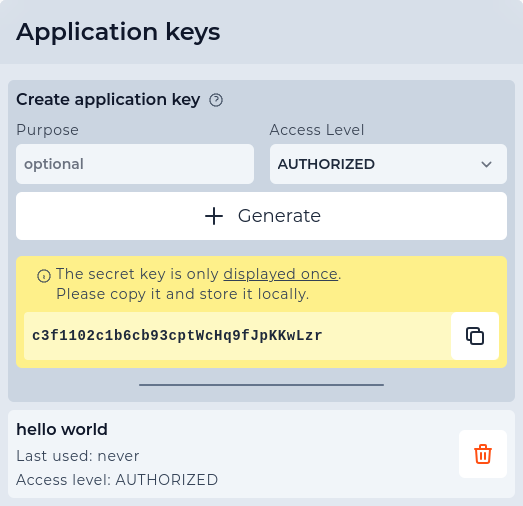 Application keys
Create application key
Purpose
Access Level
optional
AUTHORIZED
Generate
The secret key is only displayed once.
Please copy it and store it locally.
c3f1102c1b6cb93cptWcHq9fJpKKwLzr
hello world
Last used: never
Access level: AUTHORIZED